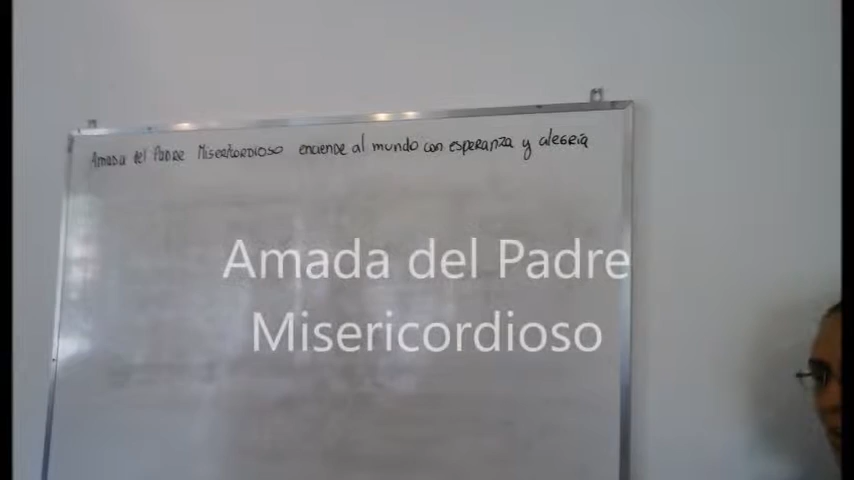 Amada del Padre Misericordioso enciende al mundo con esperanza y alegría
Amada del Padre
Misericordioso